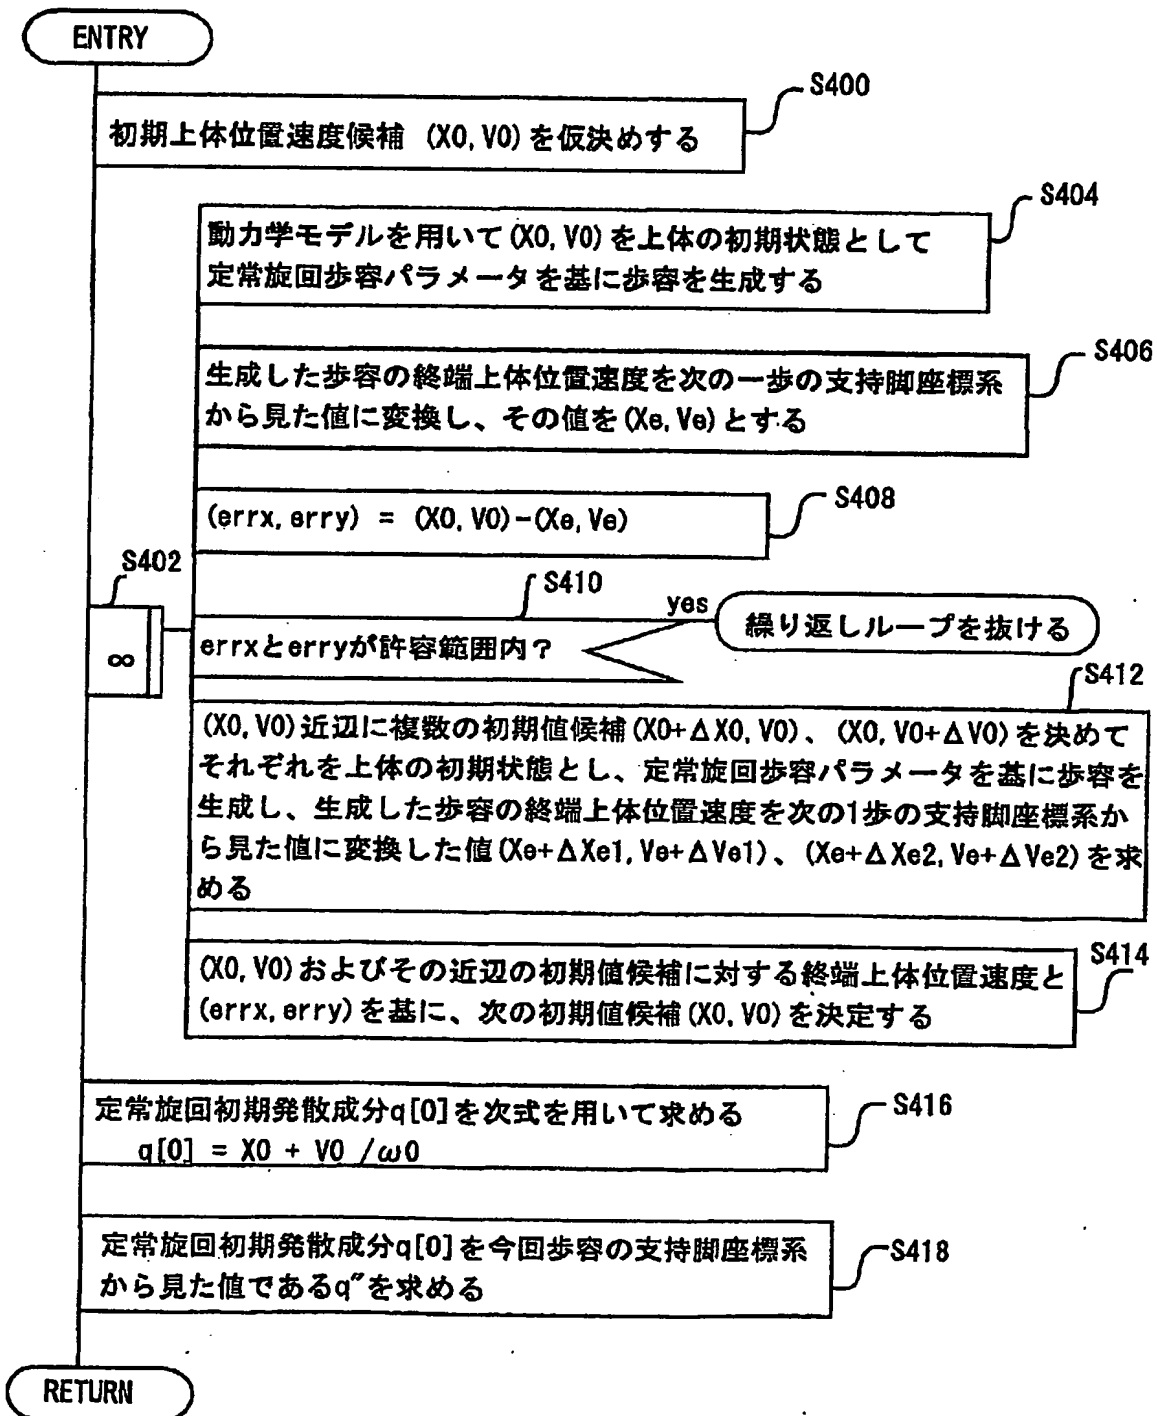 ENTRY
S400
初期上体位置速度候補 (X0, V0) を仮決めする
S404
動力学モデルを用いて(X0, V0)を上体の初期状態として
定常旋回歩容パラメータを基に歩容を生成する
S406
生成した歩容の終端上体位置速度を次の一歩の支持脚座標系
から見た値に変換し、その値を(Xe, Ve)とする
S408
(errx, erry) = (X0, V0)-(Xe, Ve)
S402
∞
S410
errxとerryが許容範囲内?
yes
繰り返しループを抜ける
S412
(X0, V0)近辺に複数の初期値候補(X0+ΔX0, V0)、(X0, V0+ΔV0)を決めて
それぞれを上体の初期状態とし、定常旋回歩容パラメータを基に歩容を
生成し、生成した歩容の終端上体位置速度を次の1歩の支持脚座標系か
ら見た値に変換した値(Xe+ΔXe1, Ve+ΔVe1)、(Xe+ΔXe2, Ve+ΔVe2)を求
める
S414
(X0, V0)およびその近辺の初期値候補に対する終端上体位置速度と
(errx, erry)を基に、次の初期値候補(X0, V0)を決定する
S416
定常旋回初期発散成分q[0]を次式を用いて求める
q[0] = X0 + V0 /ω0
S418
定常旋回初期発散成分q[0]を今回歩容の支持脚座標系
から見た値であるq″を求める
RETURN